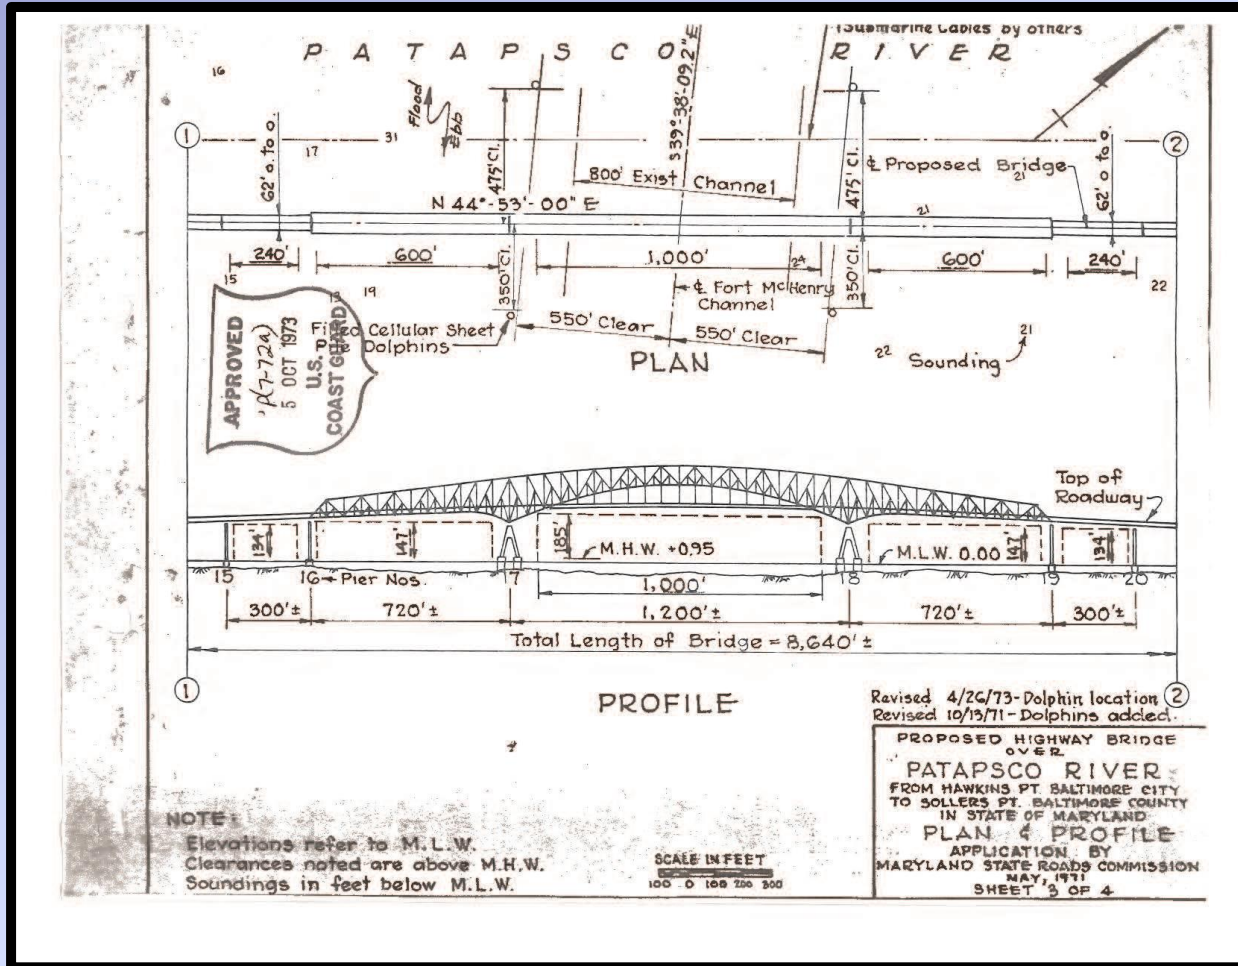 (Submarine Cables by others
PATAPSCO RIVER
16
Flood
Ebb
475' Cl.
S 39°-38'-09.2" E
475' Cl.
1
2
31
17
62' o. to o.
800' Exist Channel
℄ Proposed Bridge
21
62' o. to o.
N 44°-53'-00" E
21
240'
600'
1,000'
24
600'
240'
15
13
19
350' Cl.
℄ Fort McHenry
Channel
350' Cl.
22
Filled Cellular Sheet
Pile Dolphins
550' Clear
550' Clear
21
22
Sounding
PLAN
APPROVED
P(7-72a)
5 OCT 1973
U.S.
COAST GUARD
Top of
Roadway
134'
147'
185'
M.H.W. +0.95
M.L.W. 0.00
147'
134'
15
16
Pier Nos.
17
18
19
20
1,000'
300'±
720'±
1,200'±
720'±
300'±
Total Length of Bridge = 8,640'±
1
2
PROFILE
Revised 4/26/73-Dolphin location
Revised 10/13/71-Dolphins added.
PROPOSED HIGHWAY BRIDGE
OVER
PATAPSCO RIVER
FROM HAWKINS PT. BALTIMORE CITY
TO SOLLERS PT. BALTIMORE COUNTY
IN STATE OF MARYLAND
PLAN & PROFILE
APPLICATION BY
MARYLAND STATE ROADS COMMISSION
MAY, 1971
SHEET 3 OF 4
NOTE:
Elevations refer to M.L.W.
Clearances noted are above M.H.W.
Soundings in feet below M.L.W.
SCALE IN FEET
100 0 100 200 300